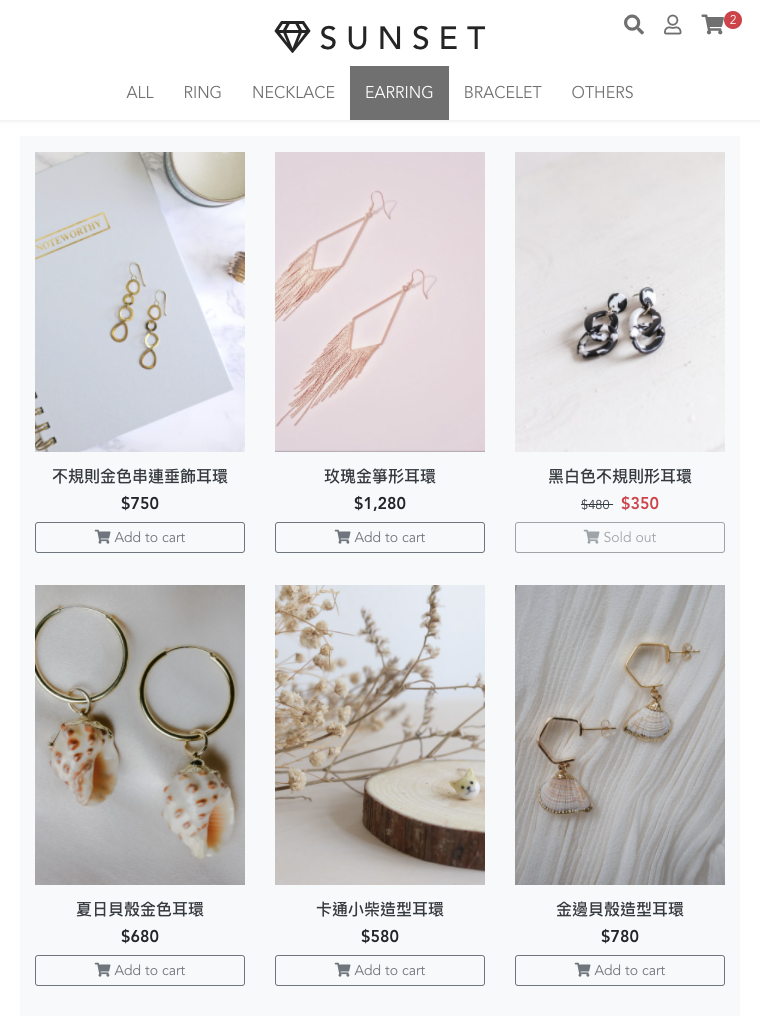 SUNSET
2
ALL RING NECKLACE EARRING BRACELET OTHERS
NOTEWORTHY
不規則金色串連垂飾耳環
$750
Add to cart
玫瑰金箏形耳環
$1,280
Add to cart
黑白色不規則形耳環
$480 $350
Sold out
夏日貝殼金色耳環
$680
Add to cart
卡通小柴造型耳環
$580
Add to cart
金邊貝殼造型耳環
$780
Add to cart